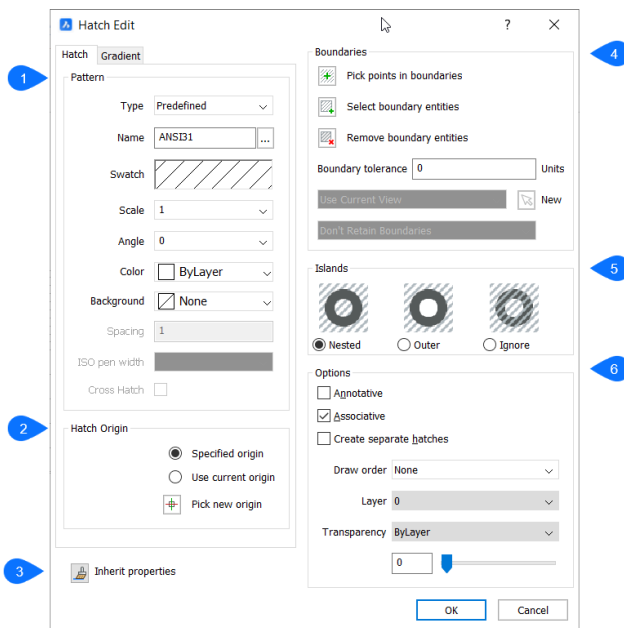 Hatch Edit
?
Hatch
Gradient
1
Pattern
Type Predefined
Name ANSI31 ...
Swatch
Scale 1
Angle 0
Color ByLayer
Background None
Spacing 1
ISO pen width
Cross Hatch
2
Hatch Origin
Specified origin
Use current origin
Pick new origin
3
Inherit properties
Boundaries
4
Pick points in boundaries
Select boundary entities
Remove boundary entities
Boundary tolerance 0 Units
Use Current View New
Don't Retain Boundaries
5
Islands
Nested Outer Ignore
6
Options
Annotative
Associative
Create separate hatches
Draw order None
Layer 0
Transparency ByLayer
0
OK Cancel